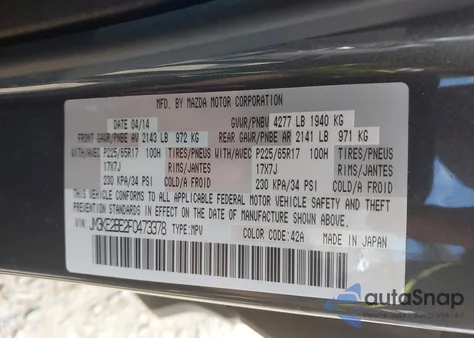 MFD. BY MAZDA MOTOR CORPORATION
DATE 04/14 GVWR/PNBV 4277 LB 1940 KG
FRONT GAWR/PNBE AV 2143 LB 972 KG REAR GAWR/PNBE AR 2141 LB 971 KG
WITH/AVEC P225/65R17 100H TIRES/PNEUS WITH/AVEC P225/65R17 100H TIRES/PNEUS
17X7J RIMS/JANTES 17X7J RIMS/JANTES
230 KPA/34 PSI COLD/A FROID 230 KPA/34 PSI COLD/A FROID
THIS VEHICLE CONFORMS TO ALL APPLICABLE FEDERAL MOTOR VEHICLE SAFETY, BUMPER, AND THEFT
PREVENTION STANDARDS IN EFFECT ON THE DATE OF MANUFACTURE SHOWN ABOVE.
VIN: JM3KE2BE2F0473378 TYPE: MPV COLOR CODE: 42A MADE IN JAPAN
autoSnap